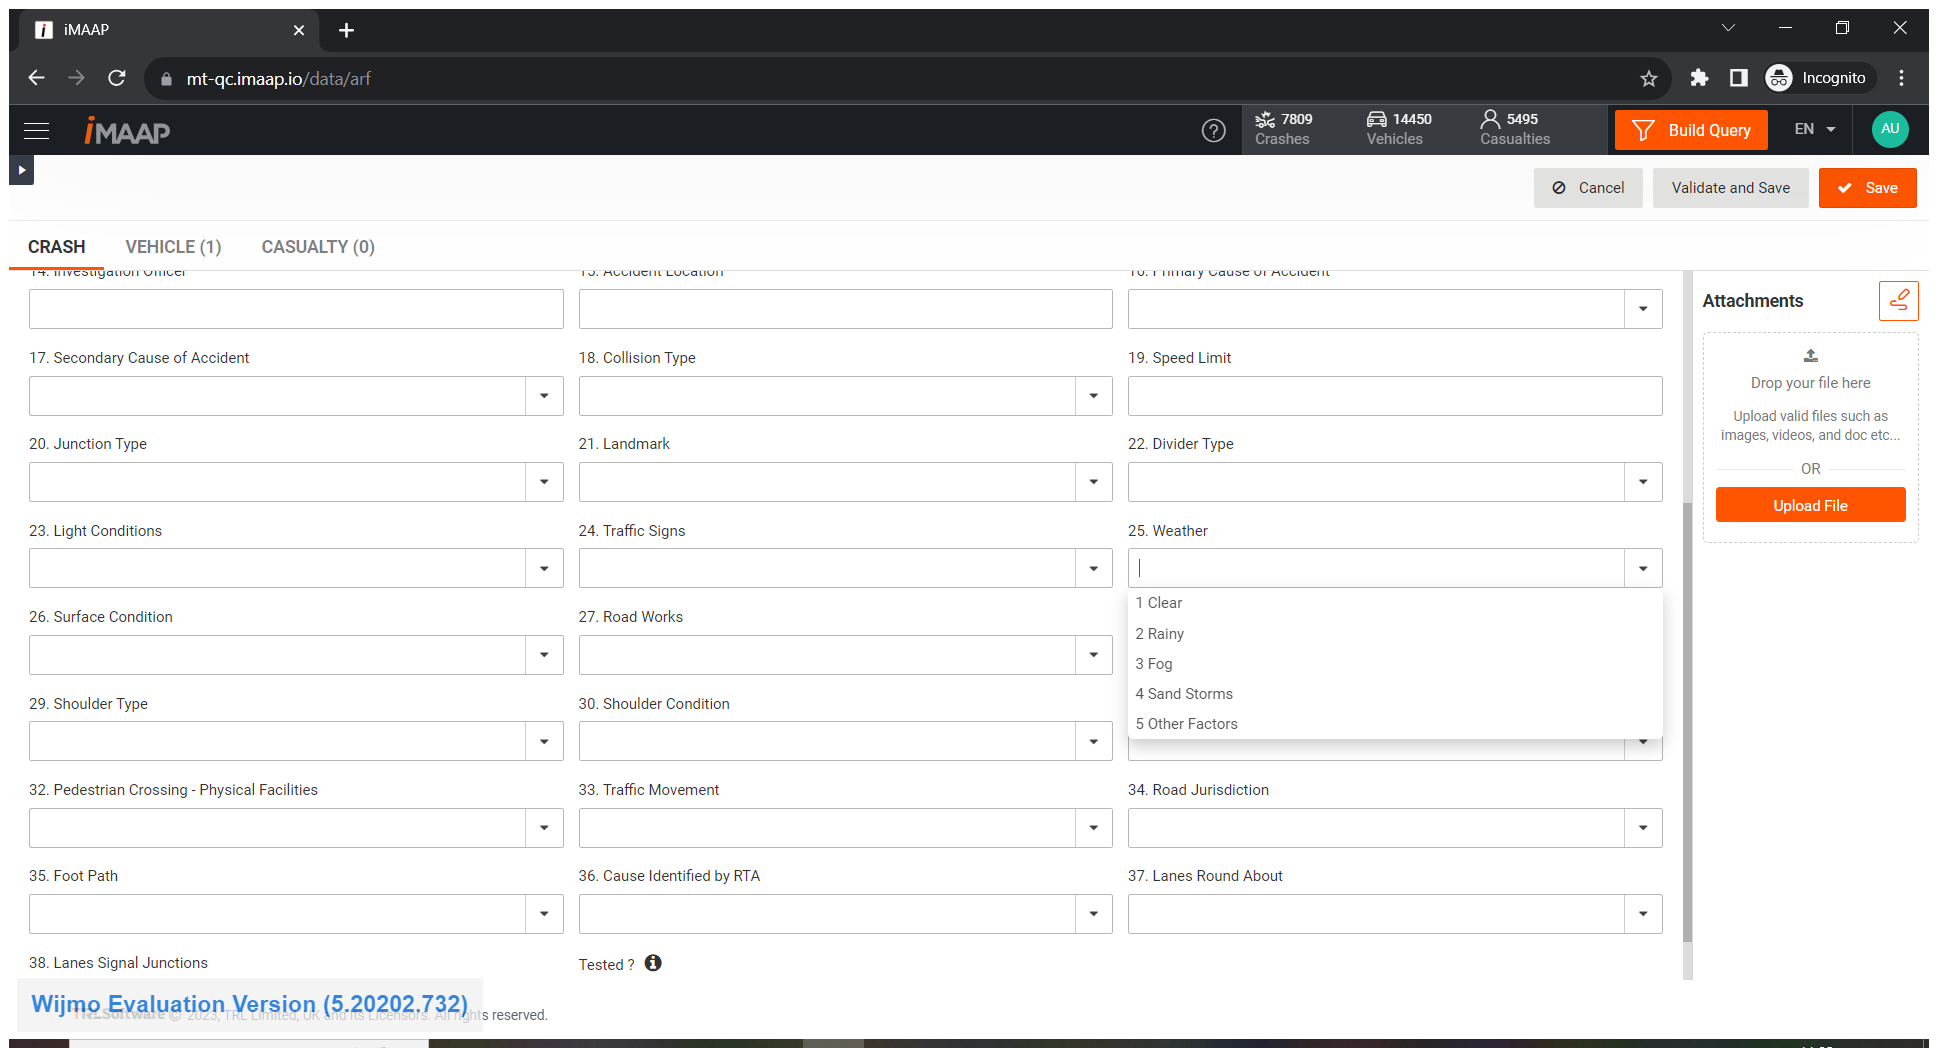 iMAAP
mt-qc.imaap.io/data/arf
Incognito
iMAAP
7809 Crashes
14450 Vehicles
5495 Casualties
Build Query
EN
AU
Cancel
Validate and Save
Save
CRASH VEHICLE (1) CASUALTY (0)
14. Investigation Officer
15. Accident Location
16. Primary Cause of Accident
Attachments
17. Secondary Cause of Accident
18. Collision Type
19. Speed Limit
Drop your file here
Upload valid files such as
images, videos, and doc etc...
OR
Upload File
20. Junction Type
21. Landmark
22. Divider Type
23. Light Conditions
24. Traffic Signs
25. Weather
1 Clear
2 Rainy
3 Fog
4 Sand Storms
5 Other Factors
26. Surface Condition
27. Road Works
29. Shoulder Type
30. Shoulder Condition
32. Pedestrian Crossing - Physical Facilities
33. Traffic Movement
34. Road Jurisdiction
35. Foot Path
36. Cause Identified by RTA
37. Lanes Round About
38. Lanes Signal Junctions
Tested ?
Wijmo Evaluation Version (5.20202.732)
TRLSoftware © 2023, TRL Limited, UK and its Licensors. All rights reserved.